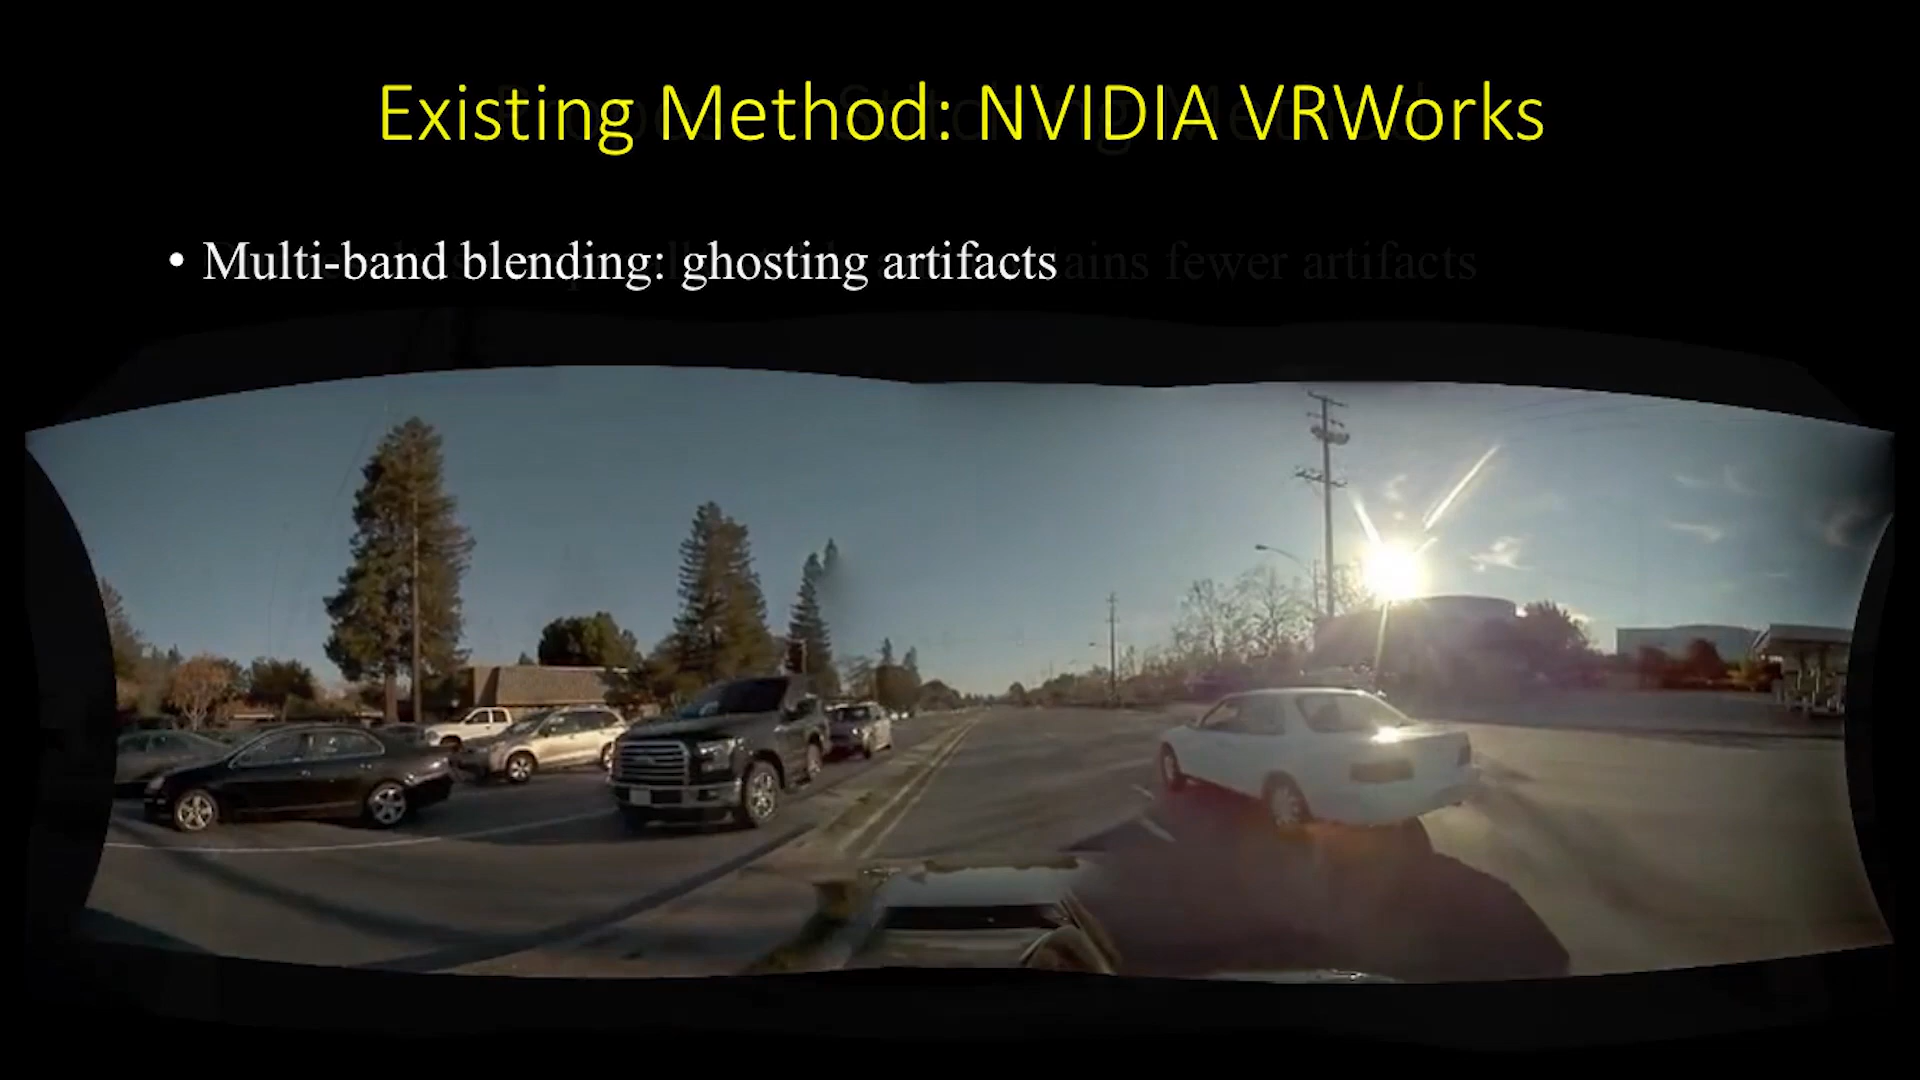 Existing Method: NVIDIA VRWorks
• Multi-band blending: ghosting artifacts